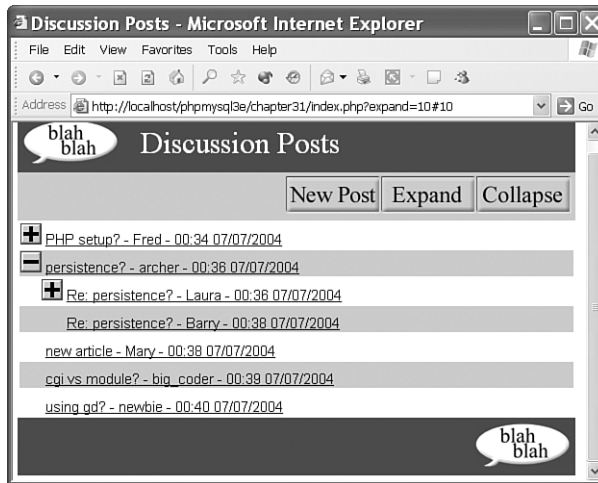 Discussion Posts - Microsoft Internet Explorer
File Edit View Favorites Tools Help
Address http://localhost/phpmysql3e/chapter31/index.php?expand=10#10 Go
blah
blah
Discussion Posts
New Post Expand Collapse
PHP setup? - Fred - 00:34 07/07/2004
persistence? - archer - 00:36 07/07/2004
Re: persistence? - Laura - 00:36 07/07/2004
Re: persistence? - Barry - 00:38 07/07/2004
new article - Mary - 00:38 07/07/2004
cgi vs module? - big_coder - 00:39 07/07/2004
using gd? - newbie - 00:40 07/07/2004
blah
blah